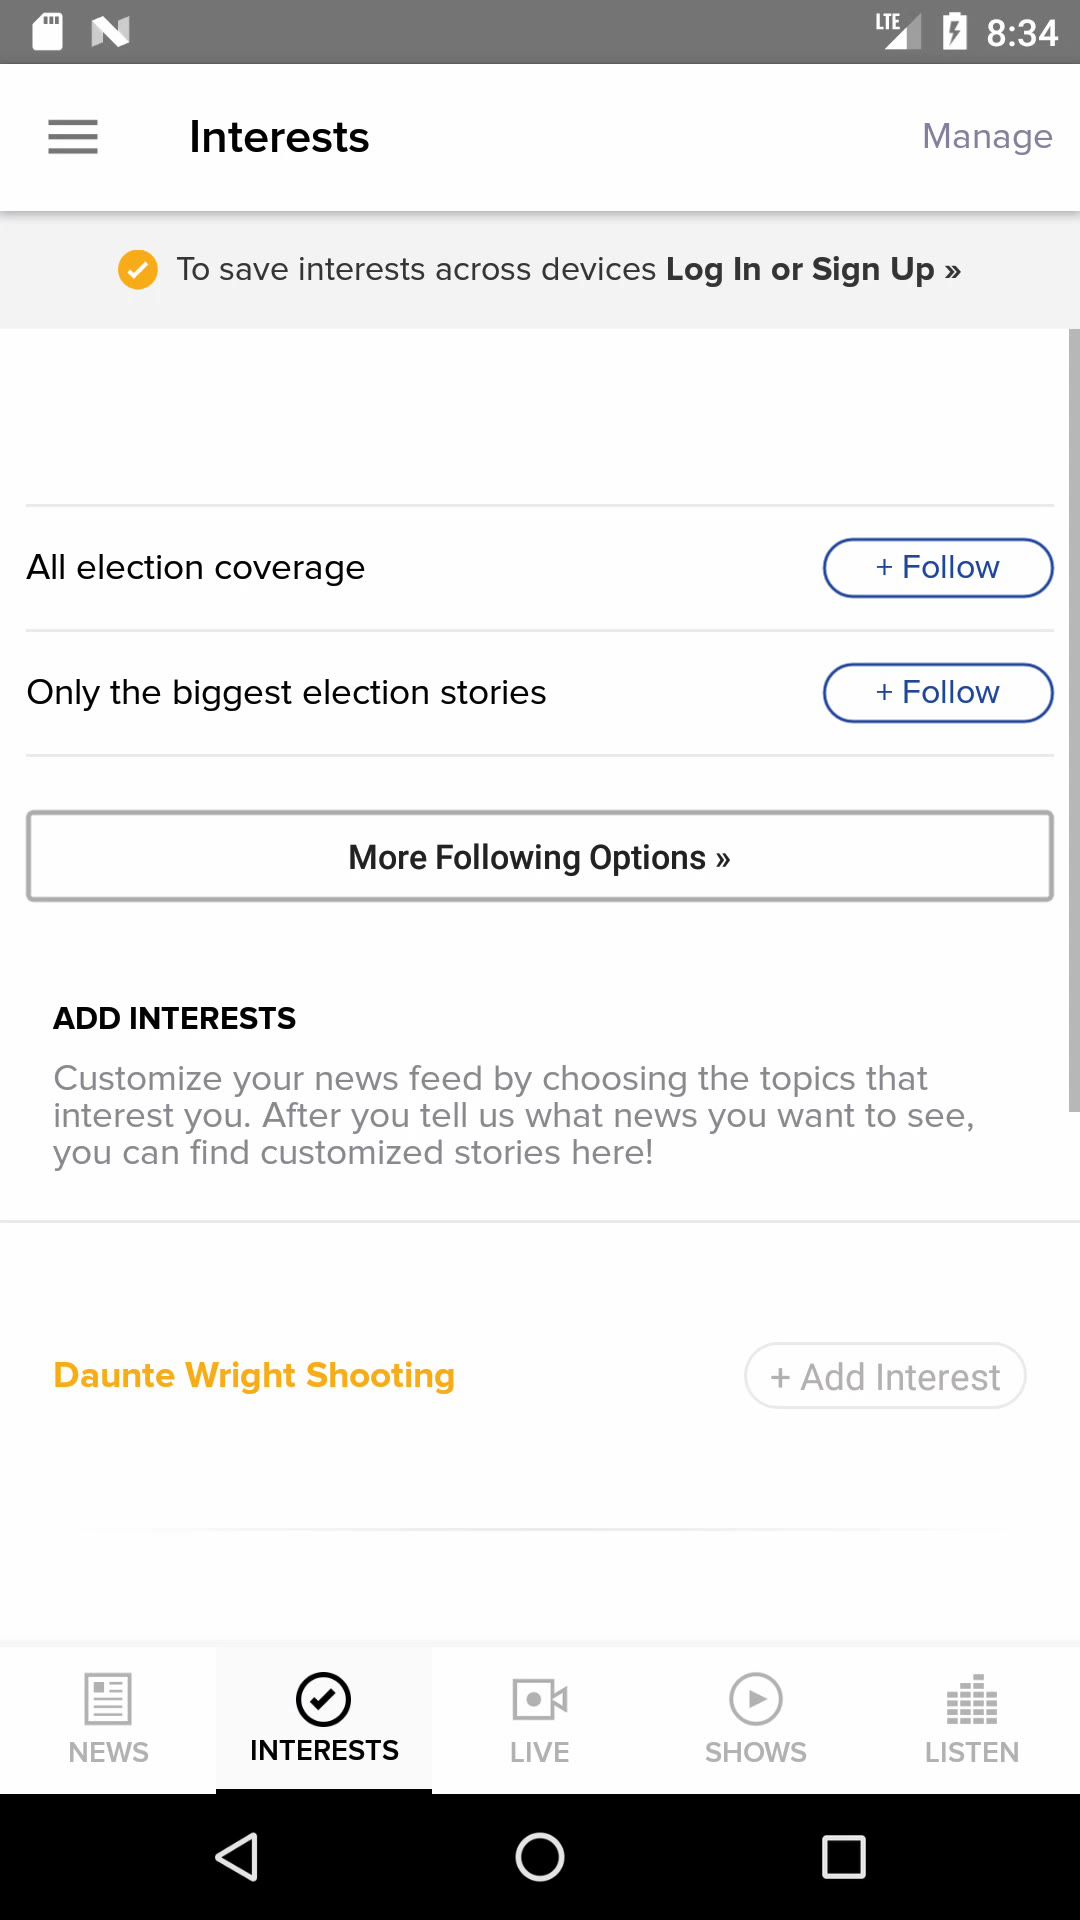 LTE 8:34
Interests
Manage
To save interests across devices Log In or Sign Up »
All election coverage
+ Follow
Only the biggest election stories
+ Follow
More Following Options »
ADD INTERESTS
Customize your news feed by choosing the topics that
interest you. After you tell us what news you want to see,
you can find customized stories here!
Daunte Wright Shooting
+ Add Interest
NEWS
INTERESTS
LIVE
SHOWS
LISTEN